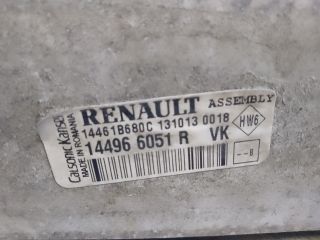 RENAULT ASSEMBLY
14461B680C 131013 0018
14496 6051 R VK
HW6
--B
Calsonic Kansei
MADE IN ROMANIA